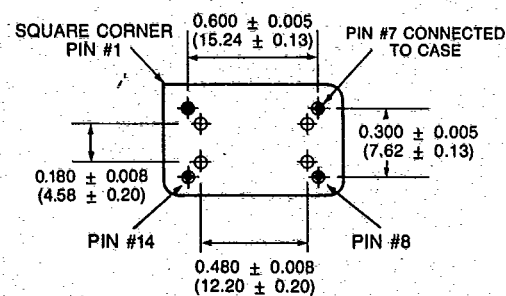 0.600 ± 0.005
(15.24 ± 0.13)
SQUARE CORNER
PIN #1
PIN #7 CONNECTED
TO CASE
0.300 ± 0.005
(7.62 ± 0.13)
0.180 ± 0.008
(4.58 ± 0.20)
PIN #14
PIN #8
0.480 ± 0.008
(12.20 ± 0.20)